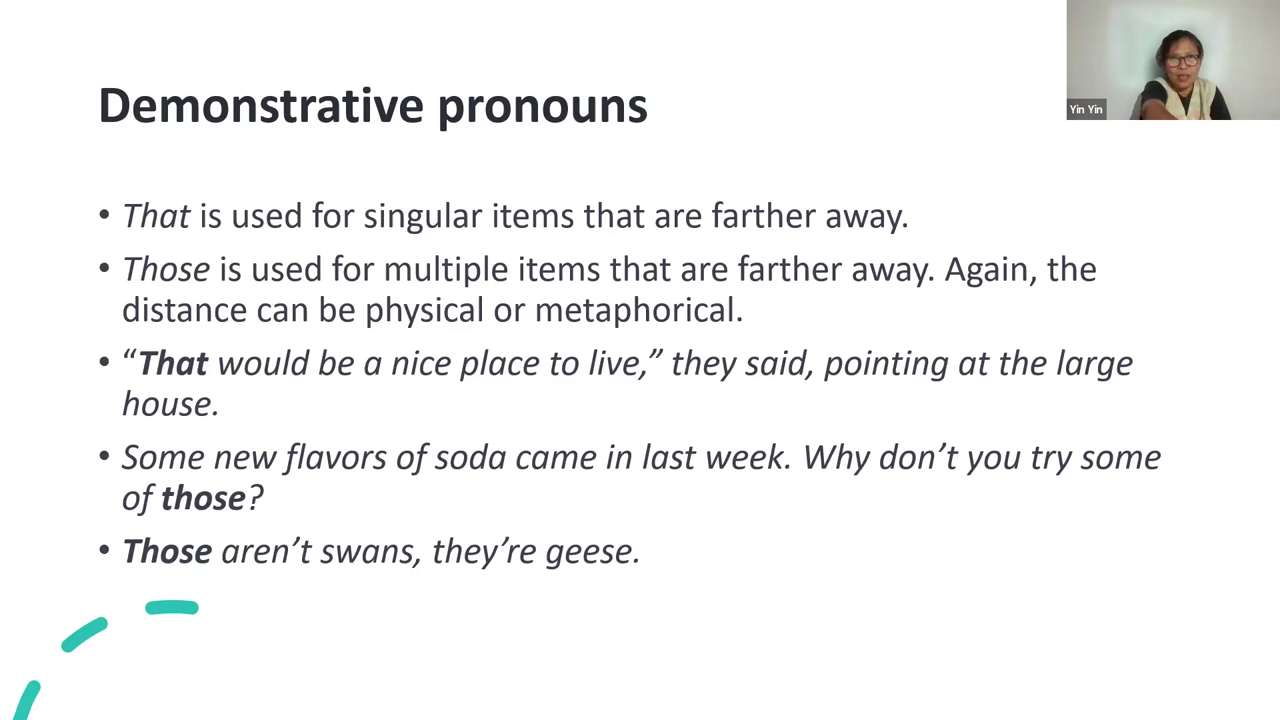 Demonstrative pronouns
Yin Yin
• That is used for singular items that are farther away.
• Those is used for multiple items that are farther away. Again, the
distance can be physical or metaphorical.
• “That would be a nice place to live,” they said, pointing at the large
house.
• Some new flavors of soda came in last week. Why don’t you try some
of those?
• Those aren’t swans, they’re geese.